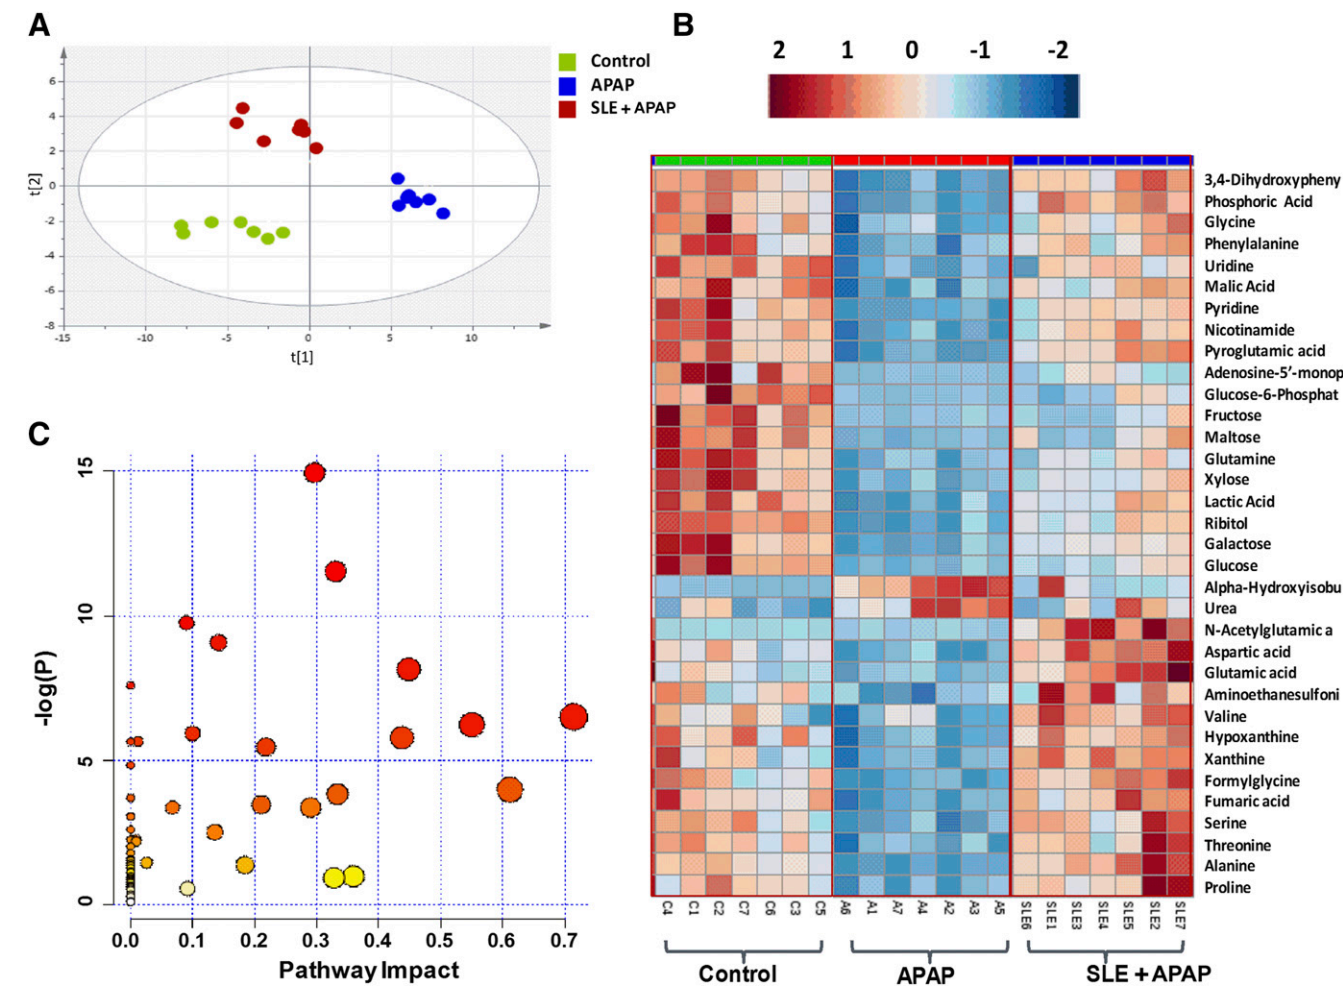 A
6
4
2
0
-2
-4
-6
-8
t[2]
-15
-10
-5
0
5
10
t[1]
Control
APAP
SLE + APAP
B
2 1 0 -1 -2
3,4-Dihydroxypheny
Phosphoric Acid
Glycine
Phenylalanine
Uridine
Malic Acid
Pyridine
Nicotinamide
Pyroglutamic acid
Adenosine-5'-monop
Glucose-6-Phosphat
Fructose
Maltose
Glutamine
Xylose
Lactic Acid
Ribitol
Galactose
Glucose
Alpha-Hydroxyisobu
Urea
N-Acetylglutamic a
Aspartic acid
Glutamic acid
Aminoethanesulfoni
Valine
Hypoxanthine
Xanthine
Formylglycine
Fumaric acid
Serine
Threonine
Alanine
Proline
C4 C1 C2 C7 C6 C3 C5 A6 A1 A7 A4 A2 A3 A5 SLE6 SLE1 SLE3 SLE4 SLE5 SLE2 SLE7
Control APAP SLE + APAP
C
15
10
5
0
-log(P)
0.0 0.1 0.2 0.3 0.4 0.5 0.6 0.7
Pathway Impact